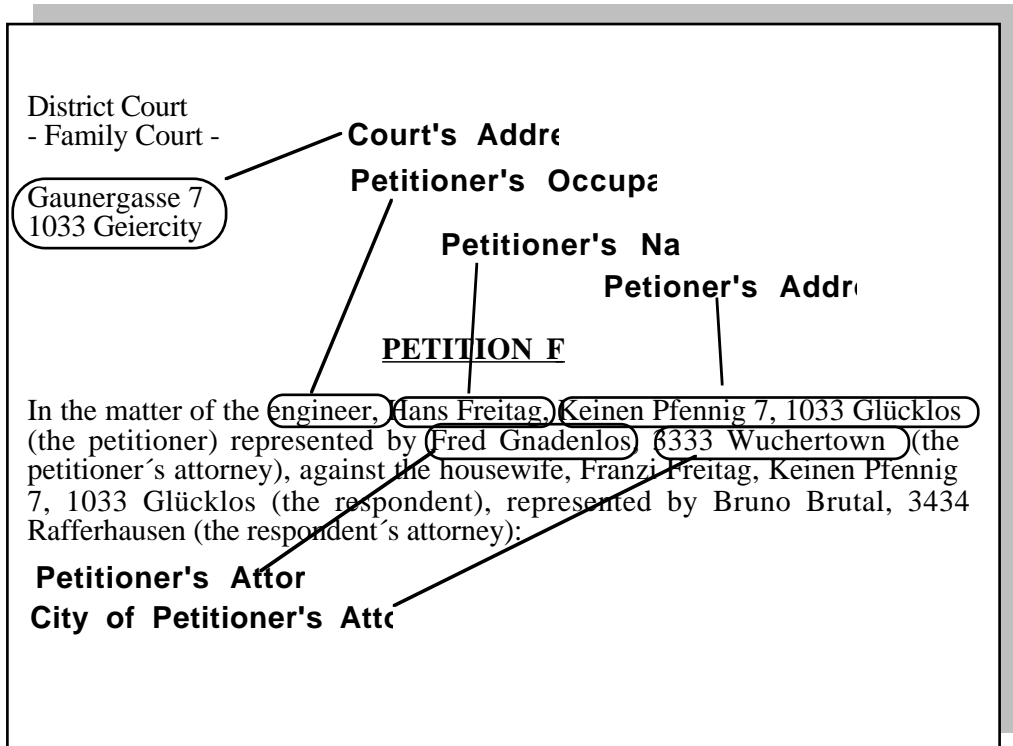 District Court
- Family Court -
Court's Addre
Petitioner's Occupa
Gaunergasse 7
1033 Geiercity
Petitioner's Na
Petioner's Addre
PETITION F
In the matter of the engineer, Hans Freitag, Keinen Pfennig 7, 1033 Glücklos
(the petitioner) represented by Fred Gnadenlos, 3333 Wuchertown (the
petitioner´s attorney), against the housewife, Franzi Freitag, Keinen Pfennig
7, 1033 Glücklos (the respondent), represented by Bruno Brutal, 3434
Rafferhausen (the respondent´s attorney):
Petitioner's Attor
City of Petitioner's Atto